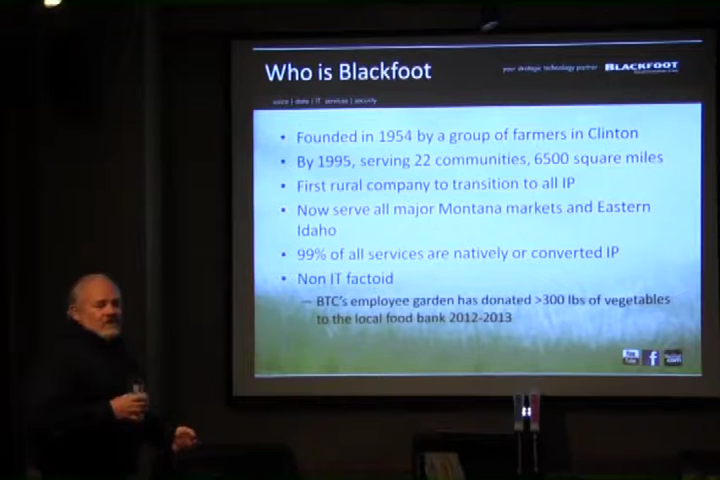 Who is Blackfoot
your strategic technology partner BLACKFOOT
voice | data | IT services | security
• Founded in 1954 by a group of farmers in Clinton
• By 1995, serving 22 communities, 6500 square miles
• First rural company to transition to all IP
• Now serve all major Montana markets and Eastern
Idaho
• 99% of all services are natively or converted IP
• Non IT factoid
– BTC's employee garden has donated >300 lbs of vegetables
to the local food bank 2012-2013
f